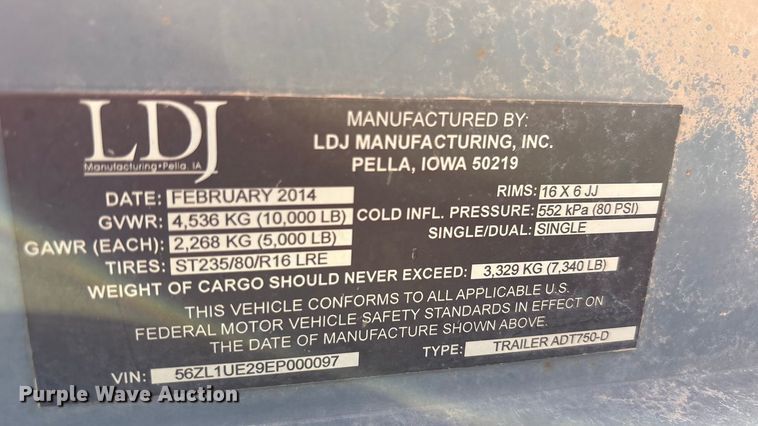 LDJ
Manufacturing•Pella, IA
MANUFACTURED BY:
LDJ MANUFACTURING, INC.
PELLA, IOWA 50219
DATE: FEBRUARY 2014
GVWR: 4,536 KG (10,000 LB)
GAWR (EACH): 2,268 KG (5,000 LB)
TIRES: ST235/80/R16 LRE
RIMS: 16 X 6 JJ
COLD INFL. PRESSURE: 552 kPa (80 PSI)
SINGLE/DUAL: SINGLE
WEIGHT OF CARGO SHOULD NEVER EXCEED: 3,329 KG (7,340 LB)
THIS VEHICLE CONFORMS TO ALL APPLICABLE U.S.
FEDERAL MOTOR VEHICLE SAFETY STANDARDS IN EFFECT ON
THE DATE OF MANUFACTURE SHOWN ABOVE.
VIN: 56ZL1UE29EP000097
TYPE: TRAILER ADT750-D
Purple Wave Auction